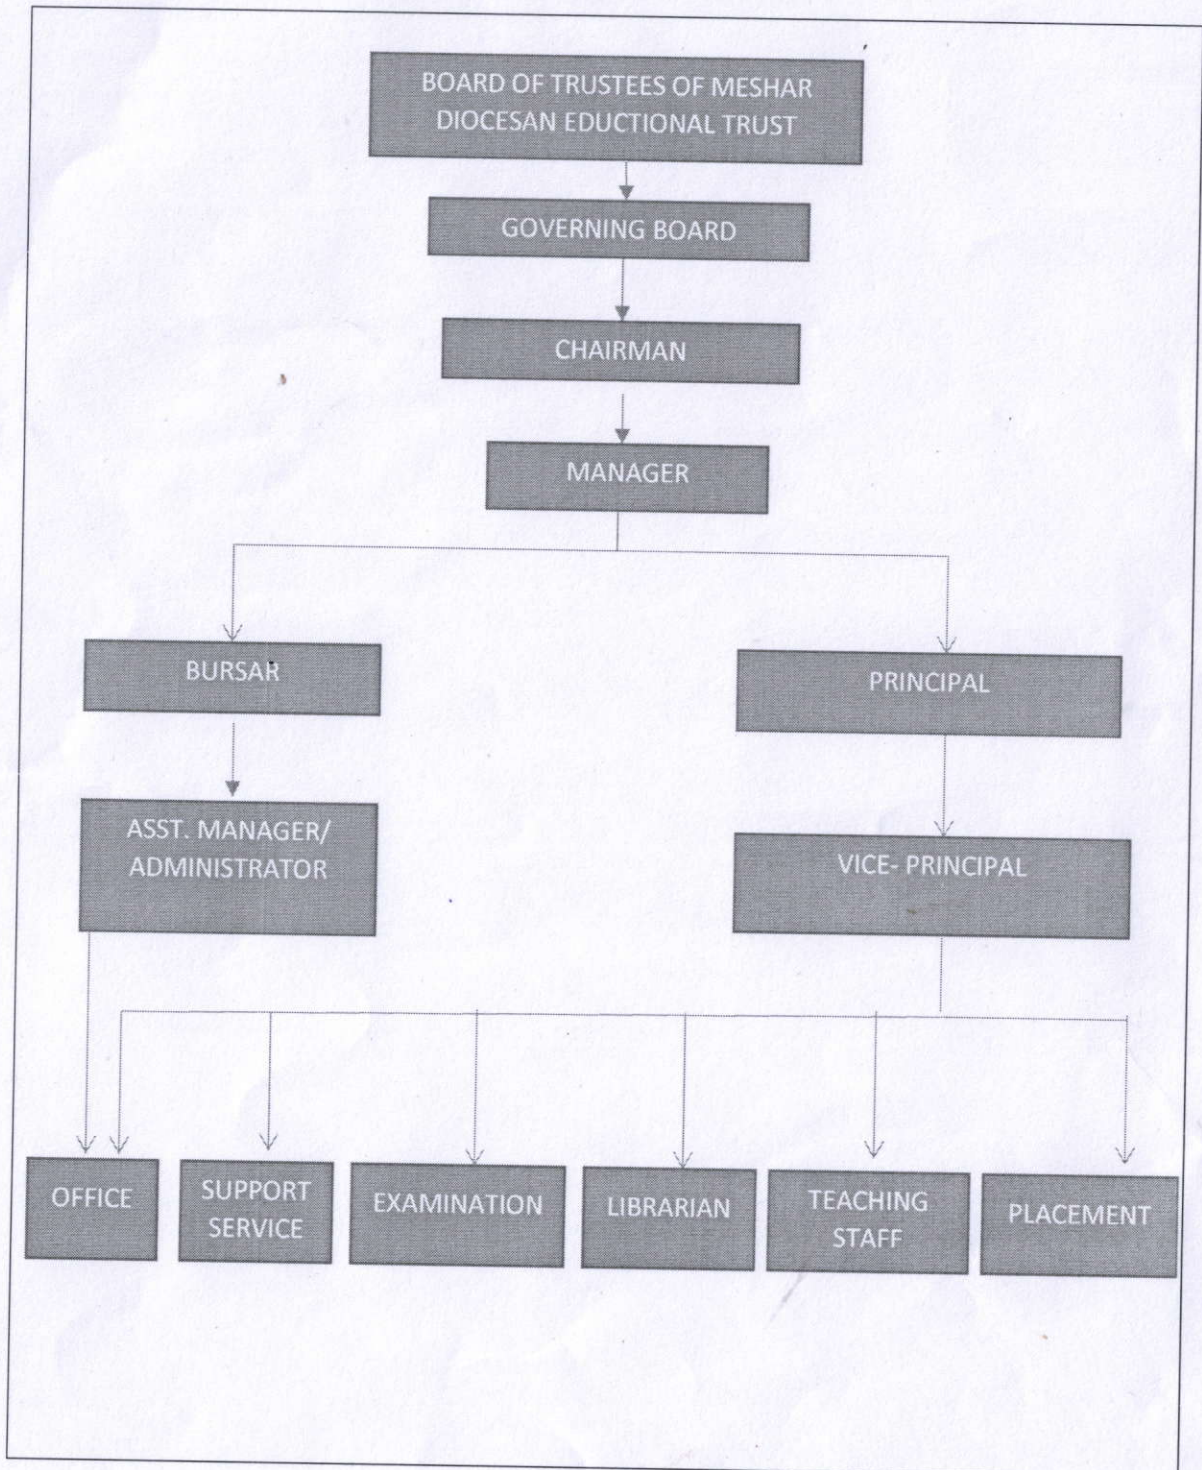 BOARD OF TRUSTEES OF MESHAR
DIOCESAN EDUCTIONAL TRUST
GOVERNING BOARD
CHAIRMAN
MANAGER
BURSAR
PRINCIPAL
ASST. MANAGER/
ADMINISTRATOR
VICE- PRINCIPAL
OFFICE
SUPPORT
SERVICE
EXAMINATION
LIBRARIAN
TEACHING
STAFF
PLACEMENT